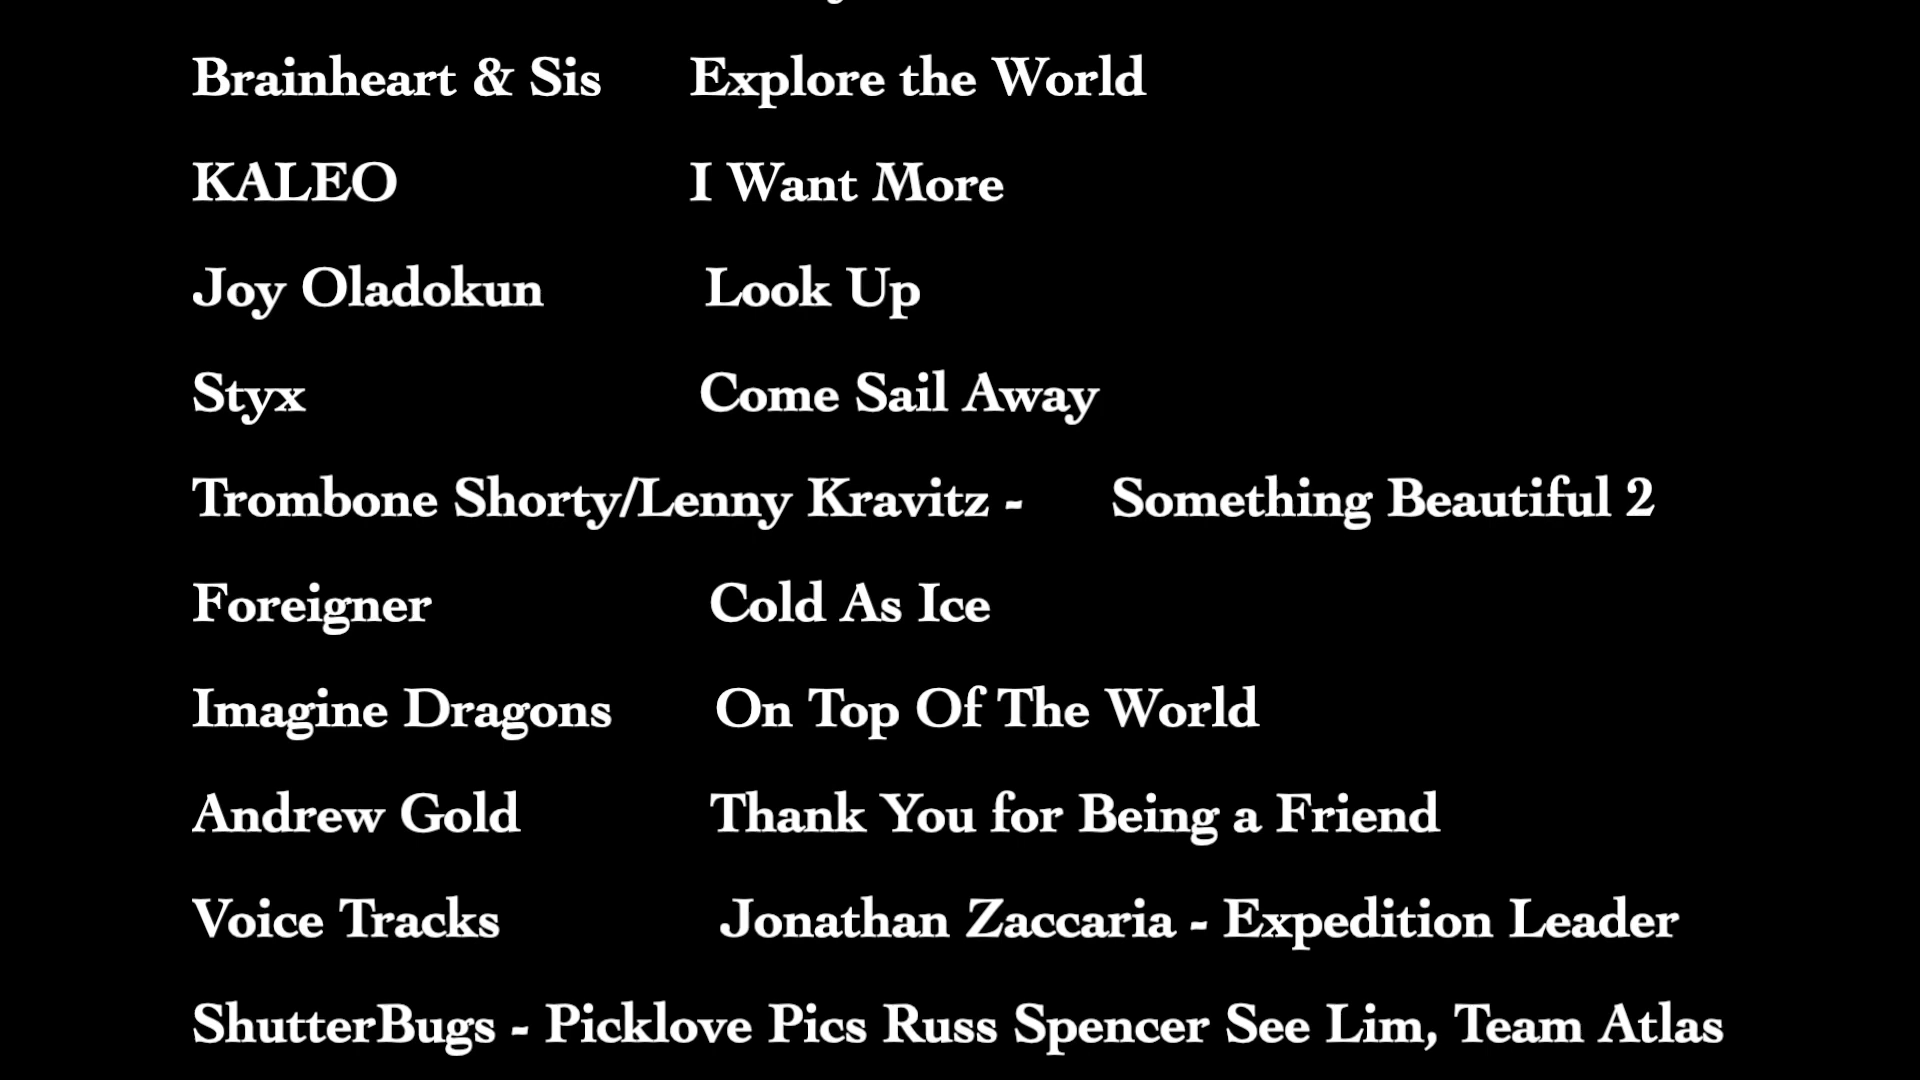 Brainheart & Sis Explore the World
KALEO I Want More
Joy Oladokun Look Up
Styx Come Sail Away
Trombone Shorty/Lenny Kravitz - Something Beautiful 2
Foreigner Cold As Ice
Imagine Dragons On Top Of The World
Andrew Gold Thank You for Being a Friend
Voice Tracks Jonathan Zaccaria - Expedition Leader
ShutterBugs - Picklove Pics Russ Spencer See Lim, Team Atlas